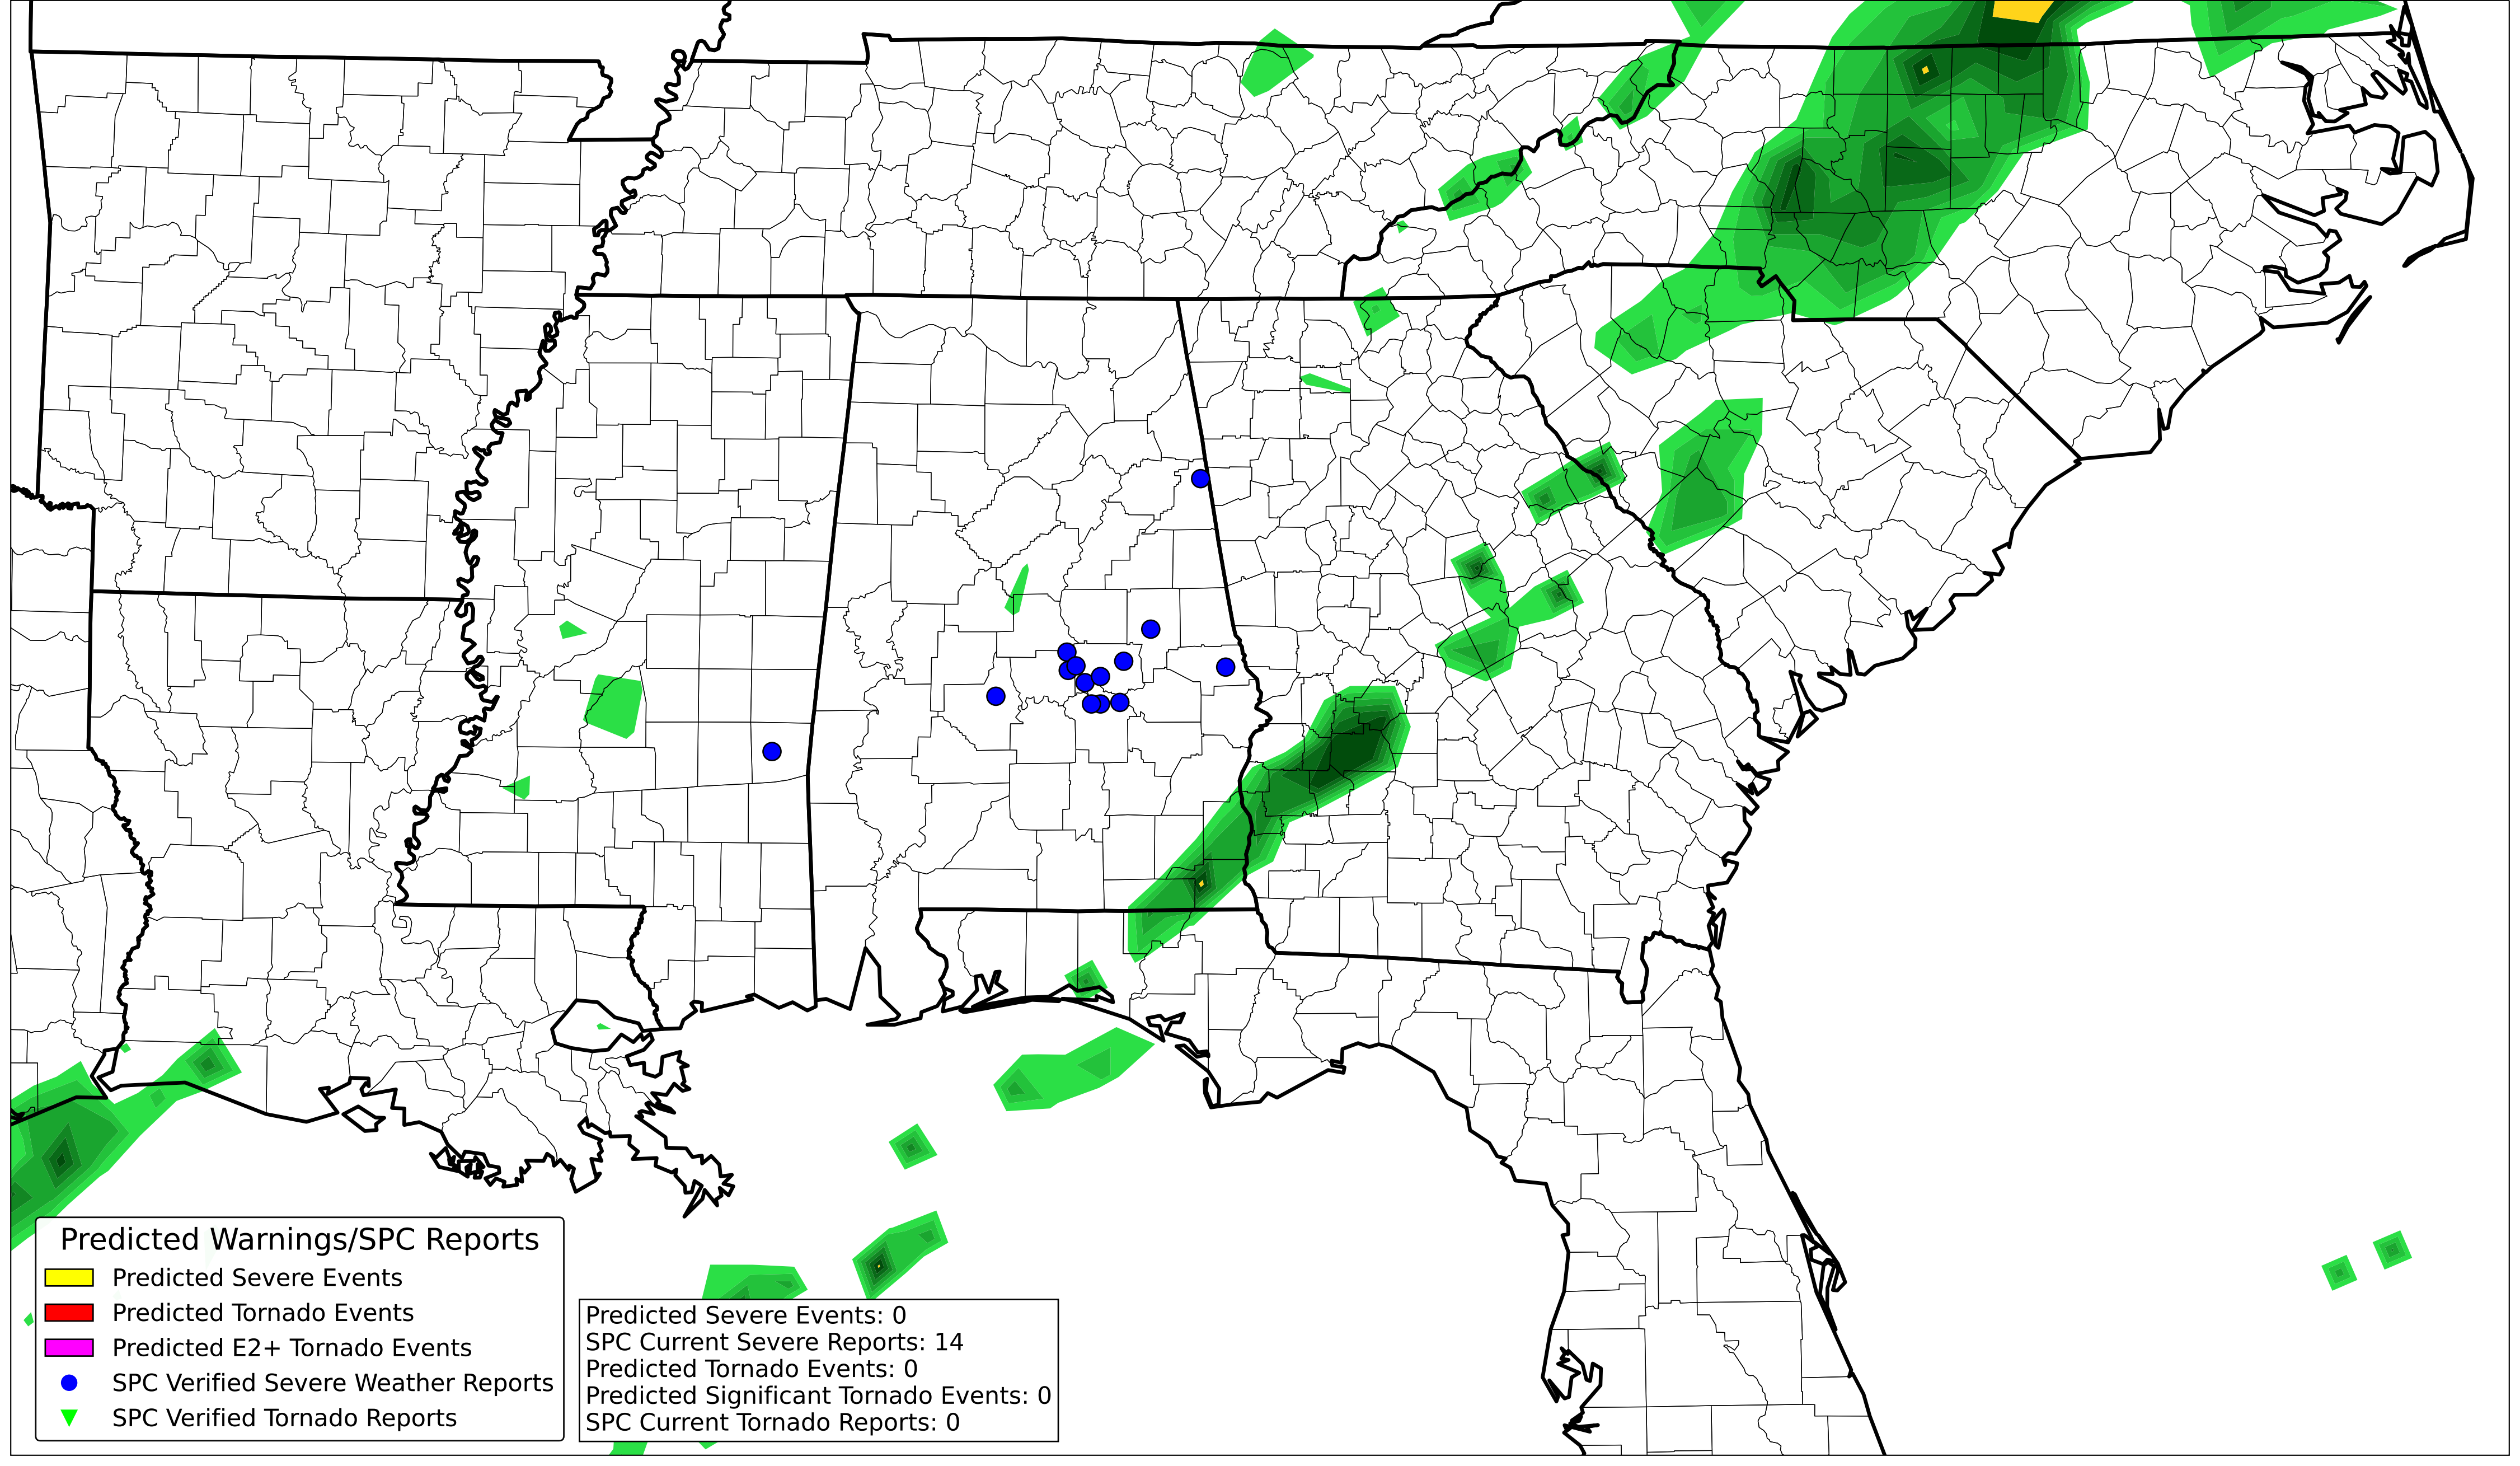 Predicted Warnings/SPC Reports
Predicted Severe Events
Predicted Tornado Events
Predicted E2+ Tornado Events
SPC Verified Severe Weather Reports
SPC Verified Tornado Reports
Predicted Severe Events: 0
SPC Current Severe Reports: 14
Predicted Tornado Events: 0
Predicted Significant Tornado Events: 0
SPC Current Tornado Reports: 0